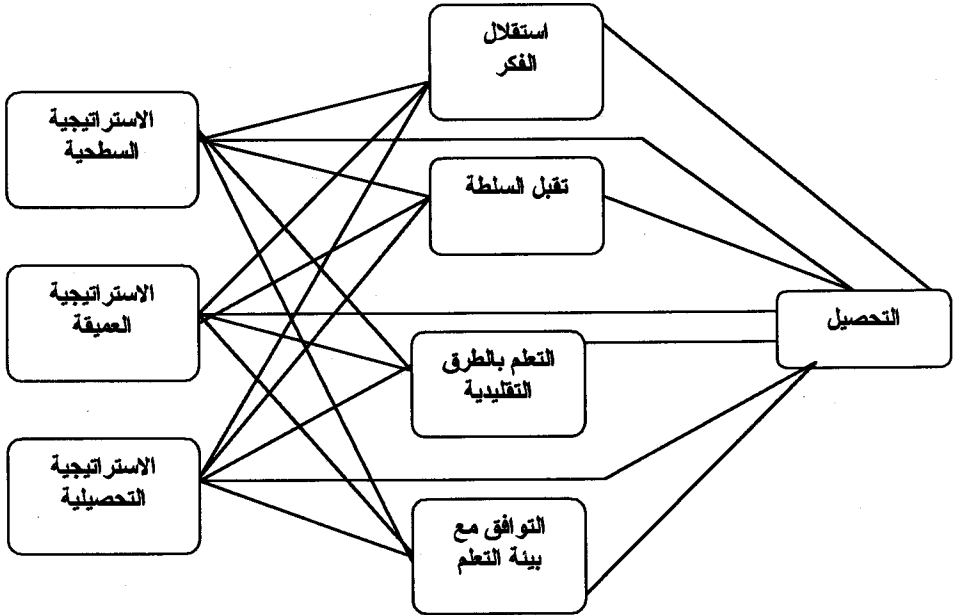 استقلال
الفكر
الاستراتيجية
السطحية
تقبل السلطة
الاستراتيجية
العميقة
التحصيل
التعلم بالطرق
التقليدية
الاستراتيجية
التحصيلية
التوافق مع
بيئة التعلم